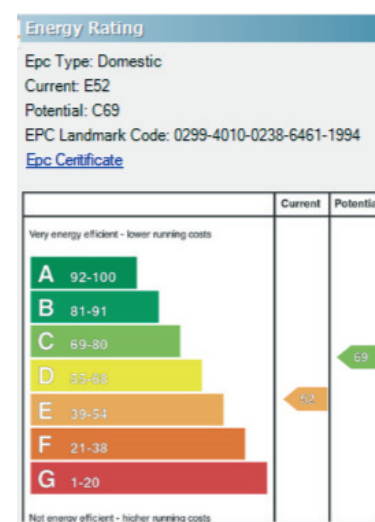 Energy Rating
Epc Type: Domestic
Current: E52
Potential: C69
EPC Landmark Code: 0299-4010-0238-6461-1994
Epc Ceritificate
Current Potentia
Very energy efficient - lower running costs
A 92-100
B 81-91
C 69-80
69
D 55-68
E 39-54
52
F 21-38
G 1-20
Not energy efficient - higher running costs